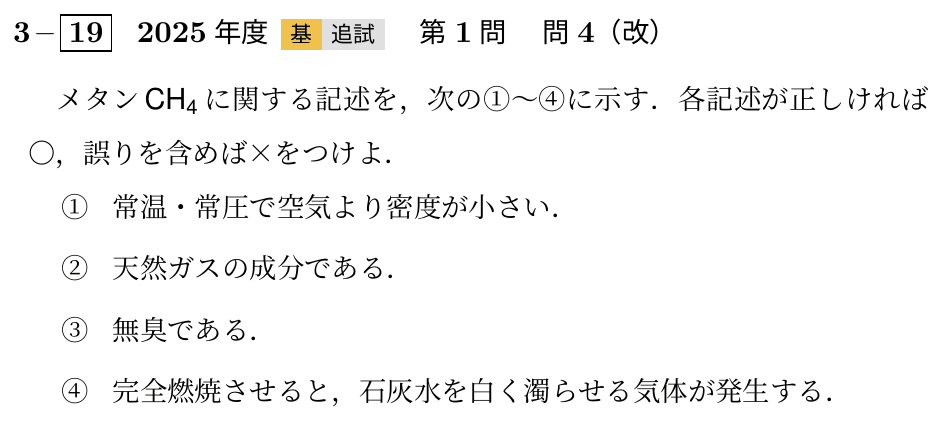 3－19 2025 年度 基 追試 第 1 問 問 4（改）
メタン CH₄ に関する記述を，次の①～④に示す．各記述が正しければ
○，誤りを含めば×をつけよ．
① 常温・常圧で空気より密度が小さい．
② 天然ガスの成分である．
③ 無臭である．
④ 完全燃焼させると，石灰水を白く濁らせる気体が発生する．